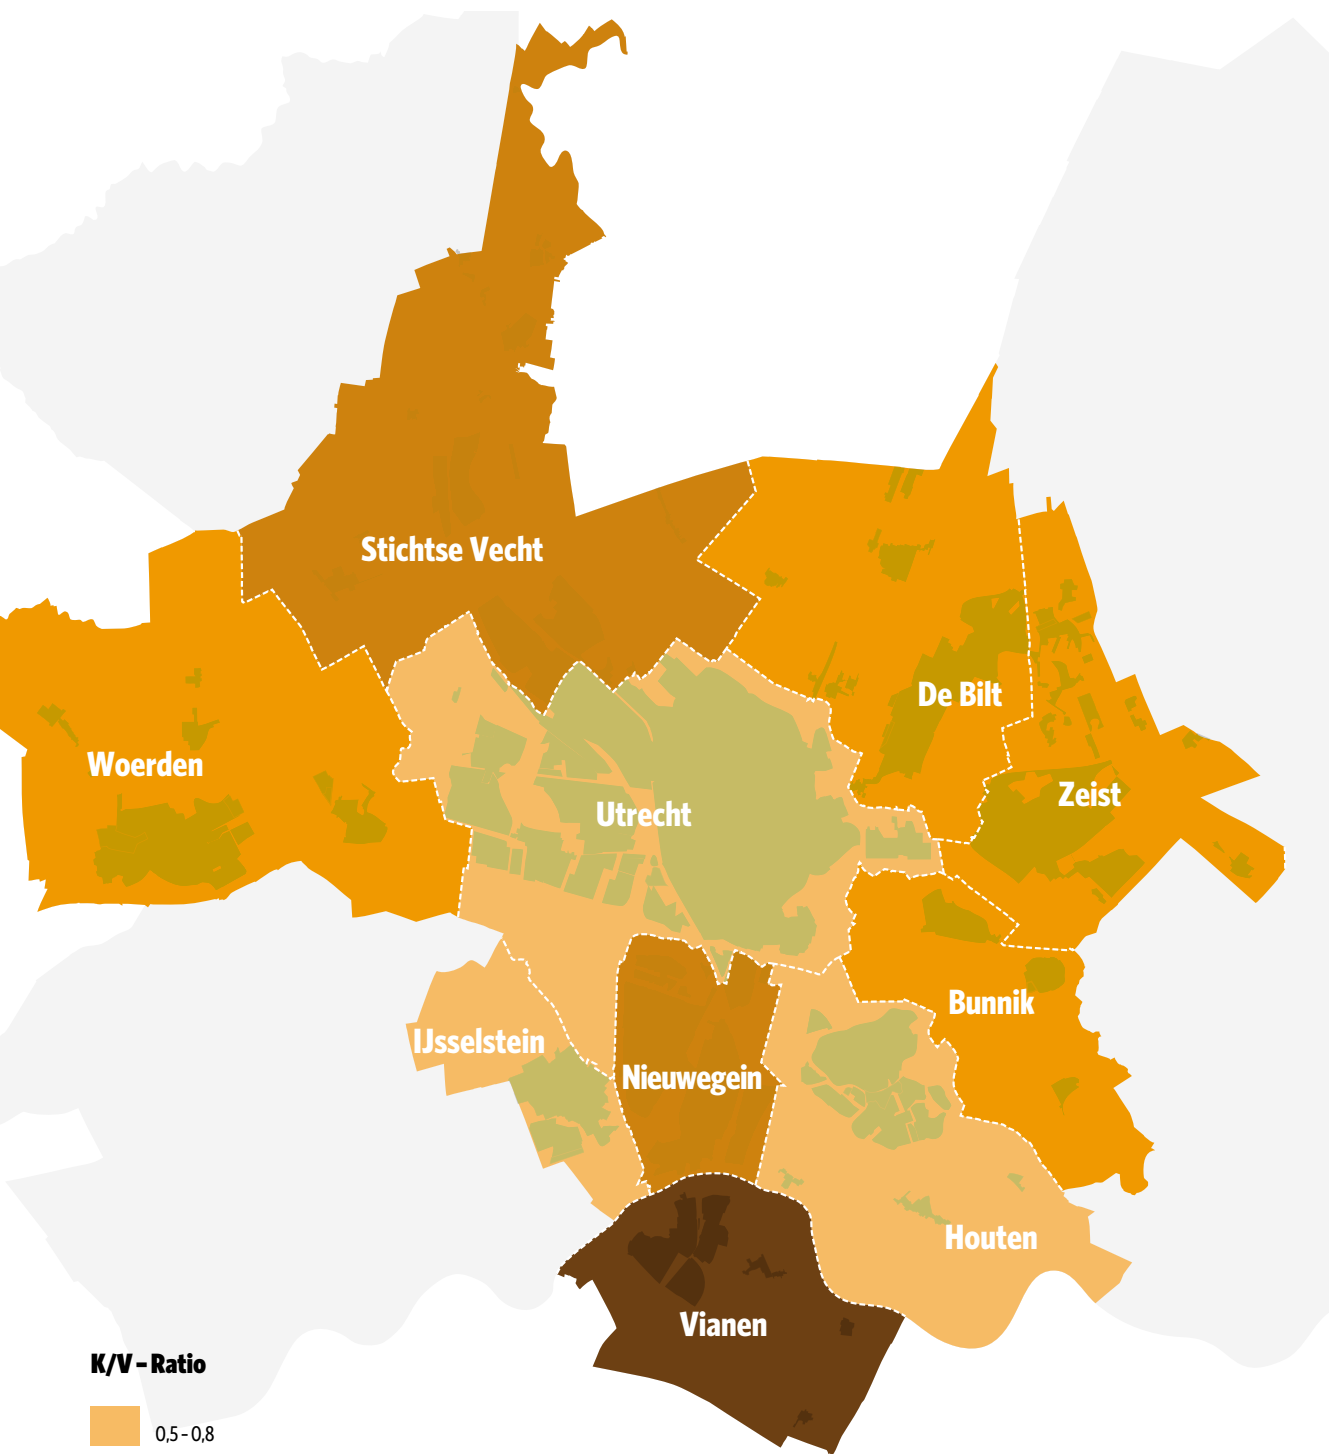 Stichtse Vecht
De Bilt
Woerden
Zeist
Utrecht
Bunnik
IJsselstein
Nieuwegein
Houten
Vianen
K/V – Ratio
0,5 – 0,8